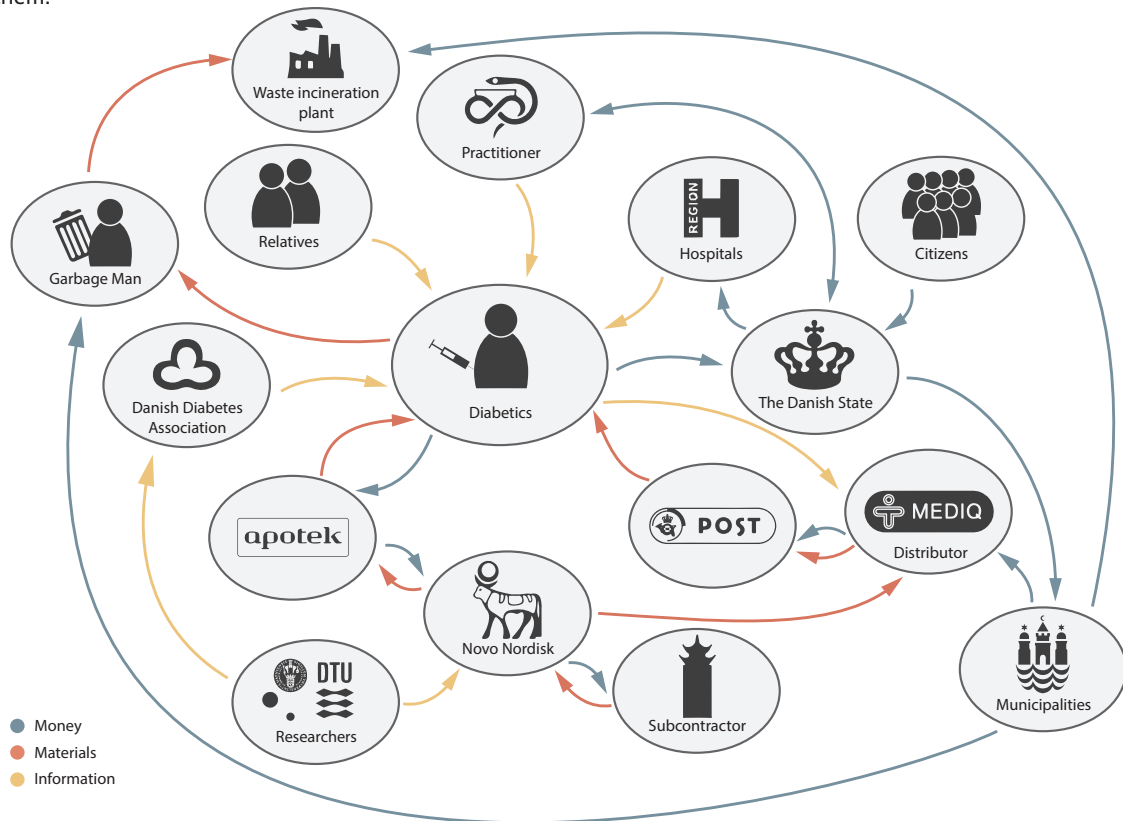 them.
Waste incineration
plant
Practitioner
Relatives
REGION
H
Hospitals
Citizens
Garbage Man
Danish Diabetes
Association
Diabetics
The Danish State
apotek
POST
MEDIQ
Distributor
Novo Nordisk
DTU
Researchers
Subcontractor
Municipalities
Money
Materials
Information